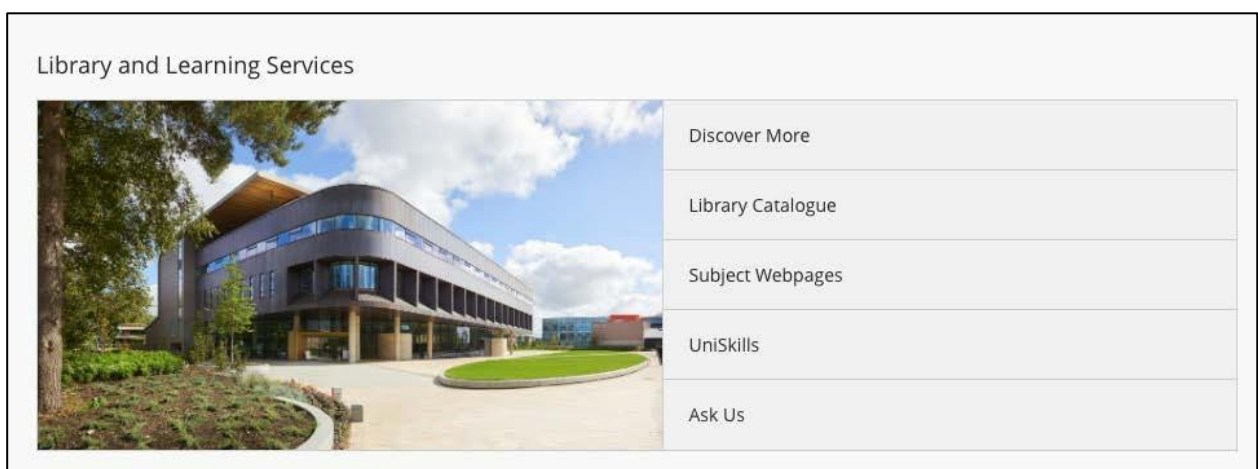 Library and Learning Services
Discover More
Library Catalogue
Subject Webpages
UniSkills
Ask Us